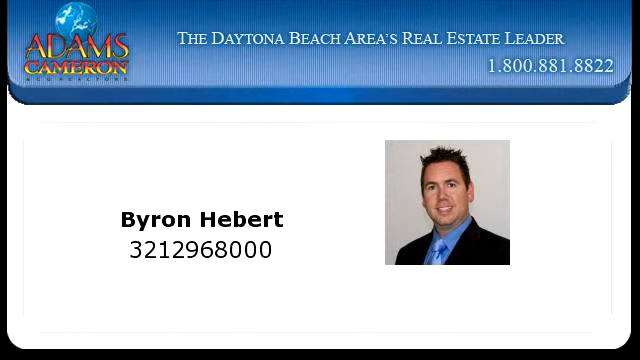 ADAMS
CAMERON
THE DAYTONA BEACH AREA'S REAL ESTATE LEADER
1.800.881.8822
Byron Hebert
3212968000